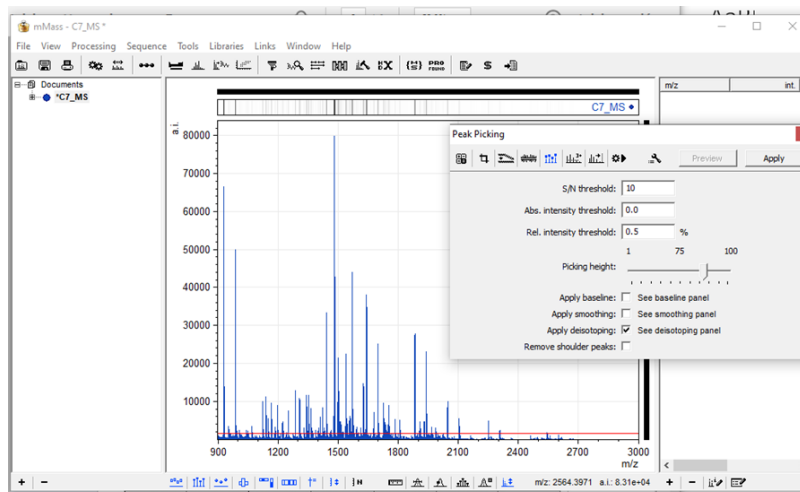 mMass - C7_MS *
File View Processing Sequence Tools Libraries Links Window Help
Documents
*C7_MS
C7_MS
a.i.
80000
70000
60000
50000
40000
30000
20000
10000
900 1200 1500 1800 2100 2400 2700 3000
m/z
m/z int.
Peak Picking
Preview Apply
S/N threshold: 10
Abs. intensity threshold: 0.0
Rel. intensity threshold: 0.5 %
1 75 100
Picking height:
Apply baseline: See baseline panel
Apply smoothing: See smoothing panel
Apply deisotoping: See deisotoping panel
Remove shoulder peaks:
m/z: 2564.3971 a.i.: 8.31e+04